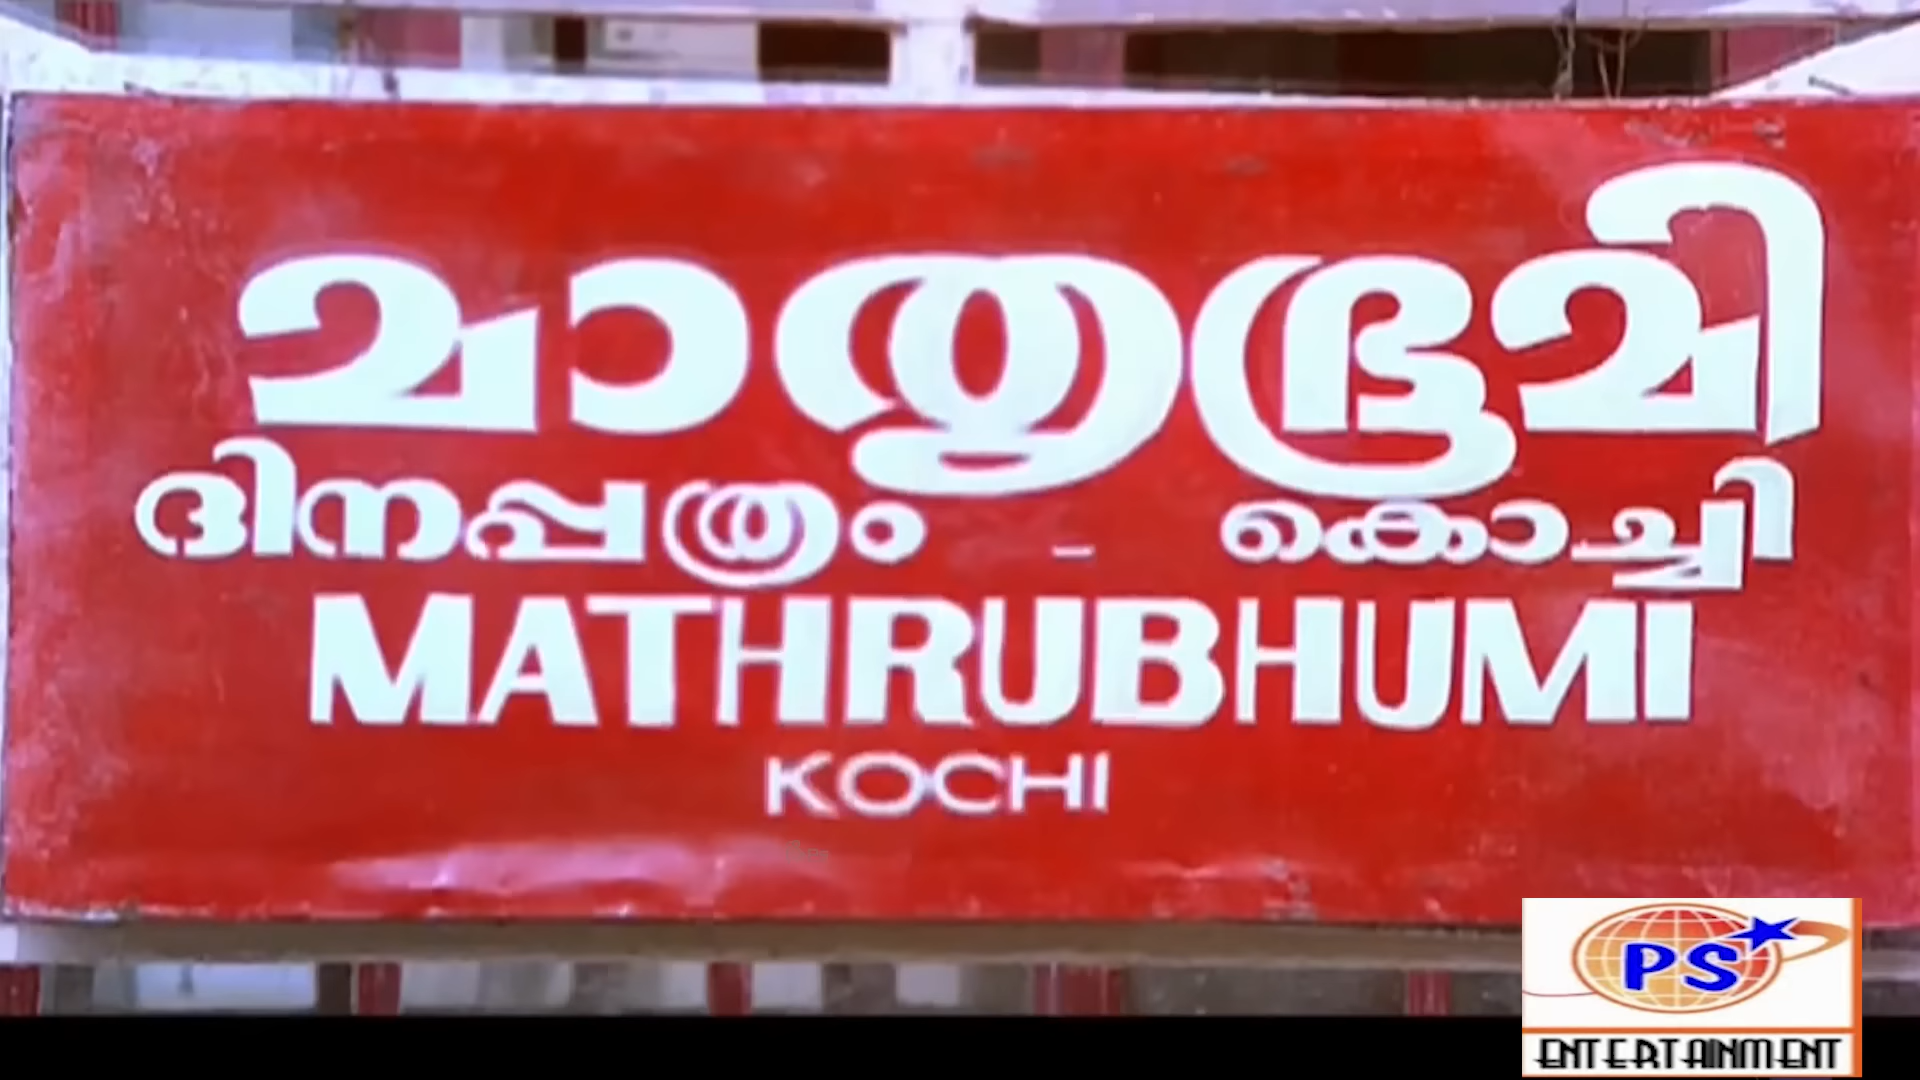 മാതൃഭൂമി
ദിനപ്പത്രം - കൊച്ചി
MATHRUBHUMI
KOCHI
PS
ENTERTAINMENT